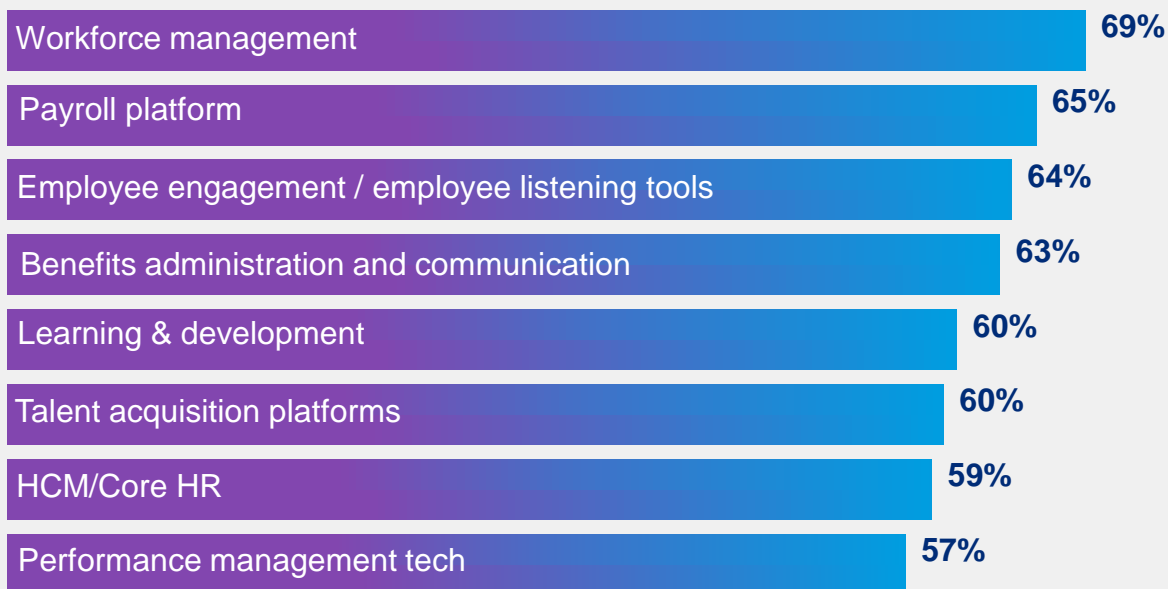 Workforce management 69%
Payroll platform 65%
Employee engagement / employee listening tools 64%
Benefits administration and communication 63%
Learning & development 60%
Talent acquisition platforms 60%
HCM/Core HR 59%
Performance management tech 57%